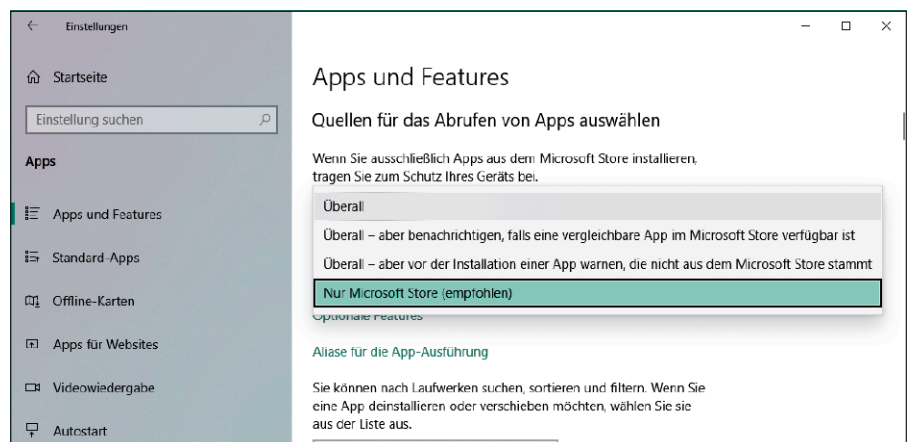 Einstellungen
Startseite
Einstellung suchen
Apps
Apps und Features
Standard-Apps
Offline-Karten
Apps für Websites
Videowiedergabe
Autostart
Apps und Features
Quellen für das Abrufen von Apps auswählen
Wenn Sie ausschließlich Apps aus dem Microsoft Store installieren,
tragen Sie zum Schutz Ihres Geräts bei.
Überall
Überall – aber benachrichtigen, falls eine vergleichbare App im Microsoft Store verfügbar ist
Überall – aber vor der Installation einer App warnen, die nicht aus dem Microsoft Store stammt
Nur Microsoft Store (empfohlen)
Optionale Features
Aliase für die App-Ausführung
Sie können nach Laufwerken suchen, sortieren und filtern. Wenn Sie
eine App deinstallieren oder verschieben möchten, wählen Sie sie
aus der Liste aus.